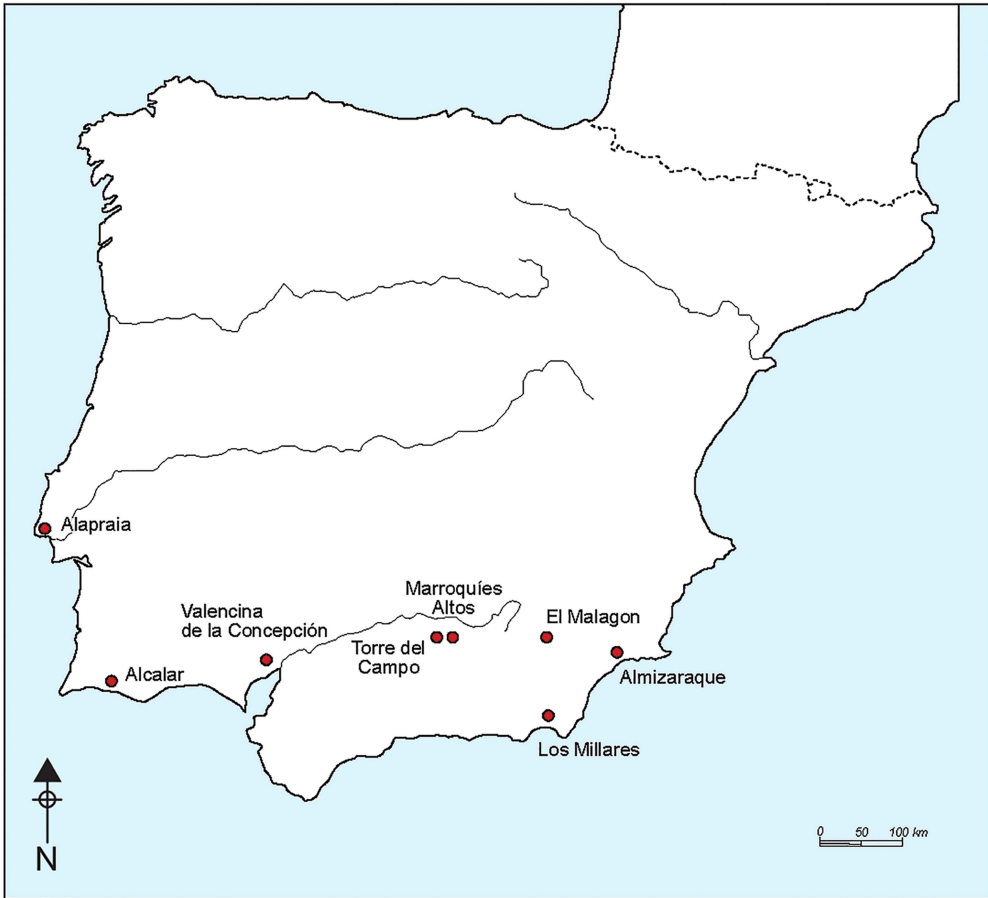 Alapraia
Marroquíes
Altos
Valencina
de la Concepción
El Malagon
Torre del
Campo
Alcalar
Almizaraque
Los Millares
0 50 100 km
N